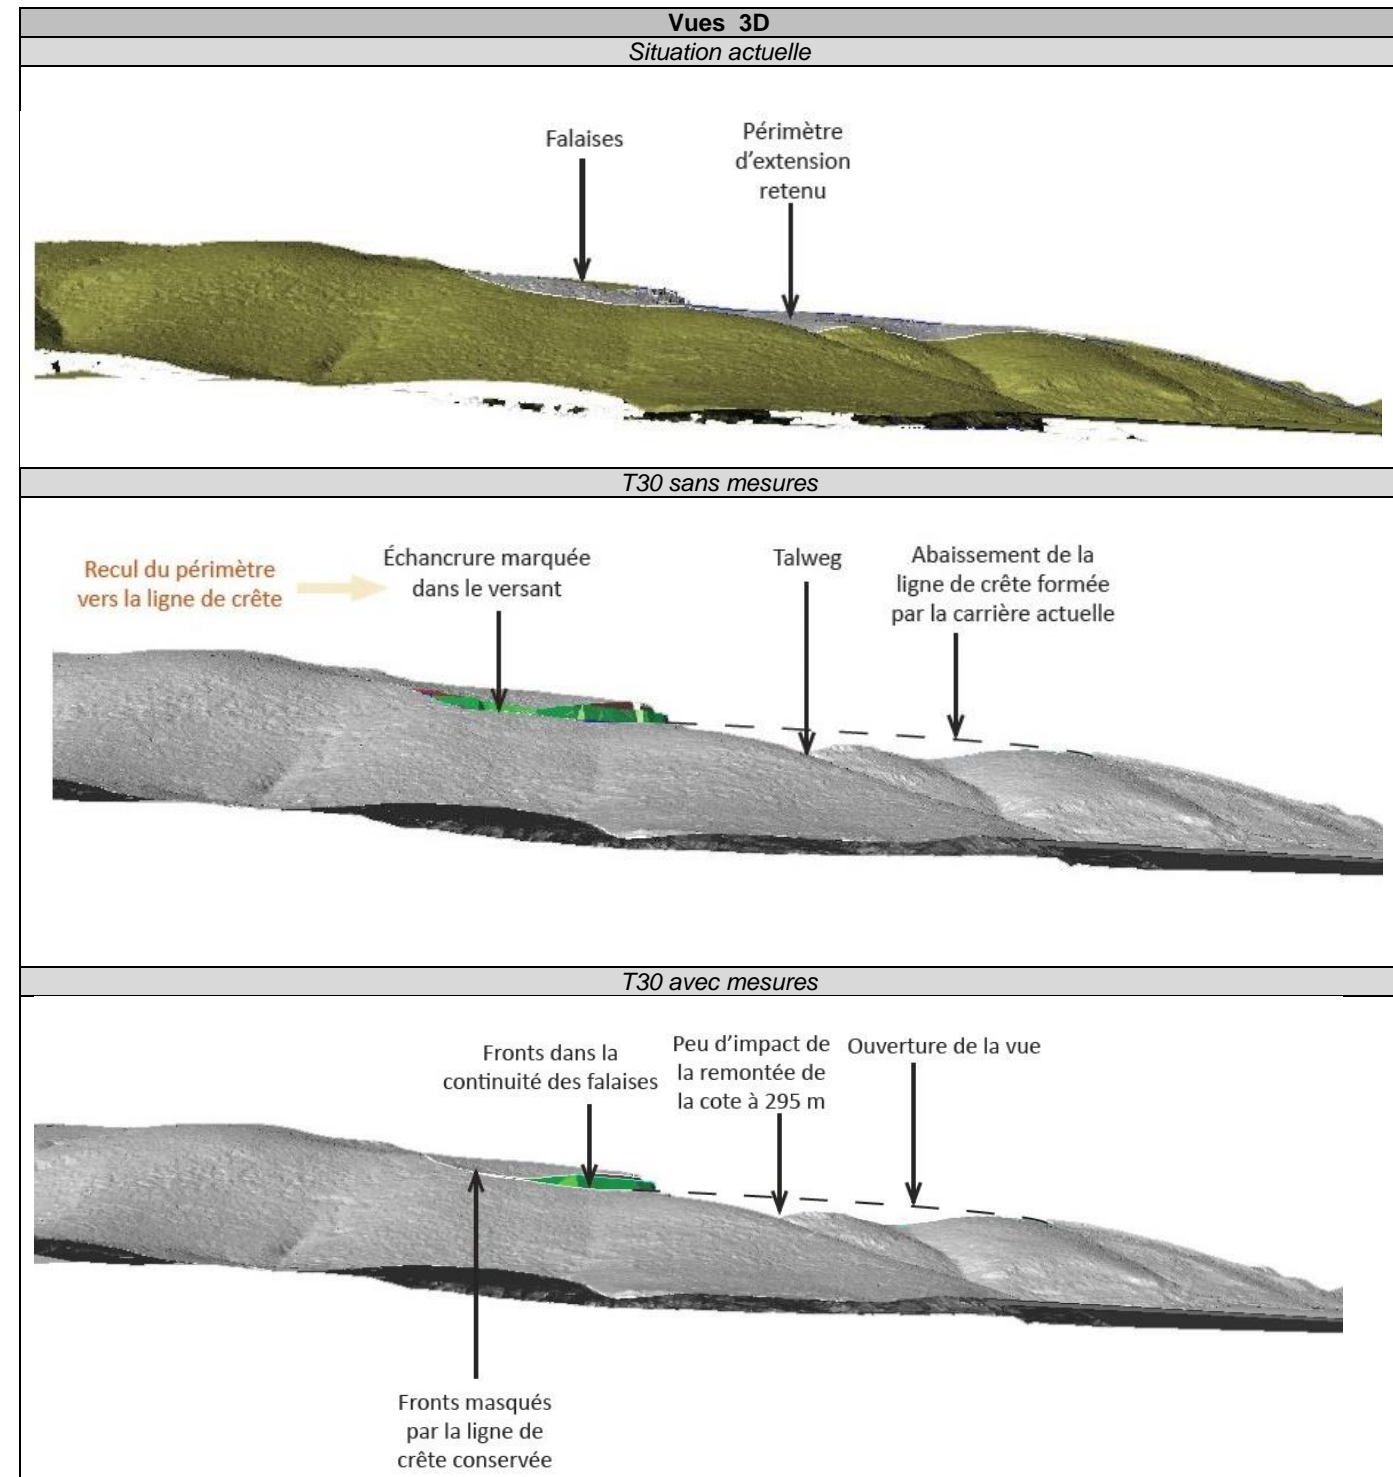 Vues 3D
Situation actuelle
Falaises
Périmètre
d'extension
retenu
T30 sans mesures
Recul du périmètre
vers la ligne de crête
Échancrure marquée
dans le versant
Talweg
Abaissement de la
ligne de crête formée
par la carrière actuelle
T30 avec mesures
Fronts dans la
continuité des falaises
Peu d'impact de
la remontée de
la cote à 295 m
Ouverture de la vue
Fronts masqués
par la ligne de
crête conservée